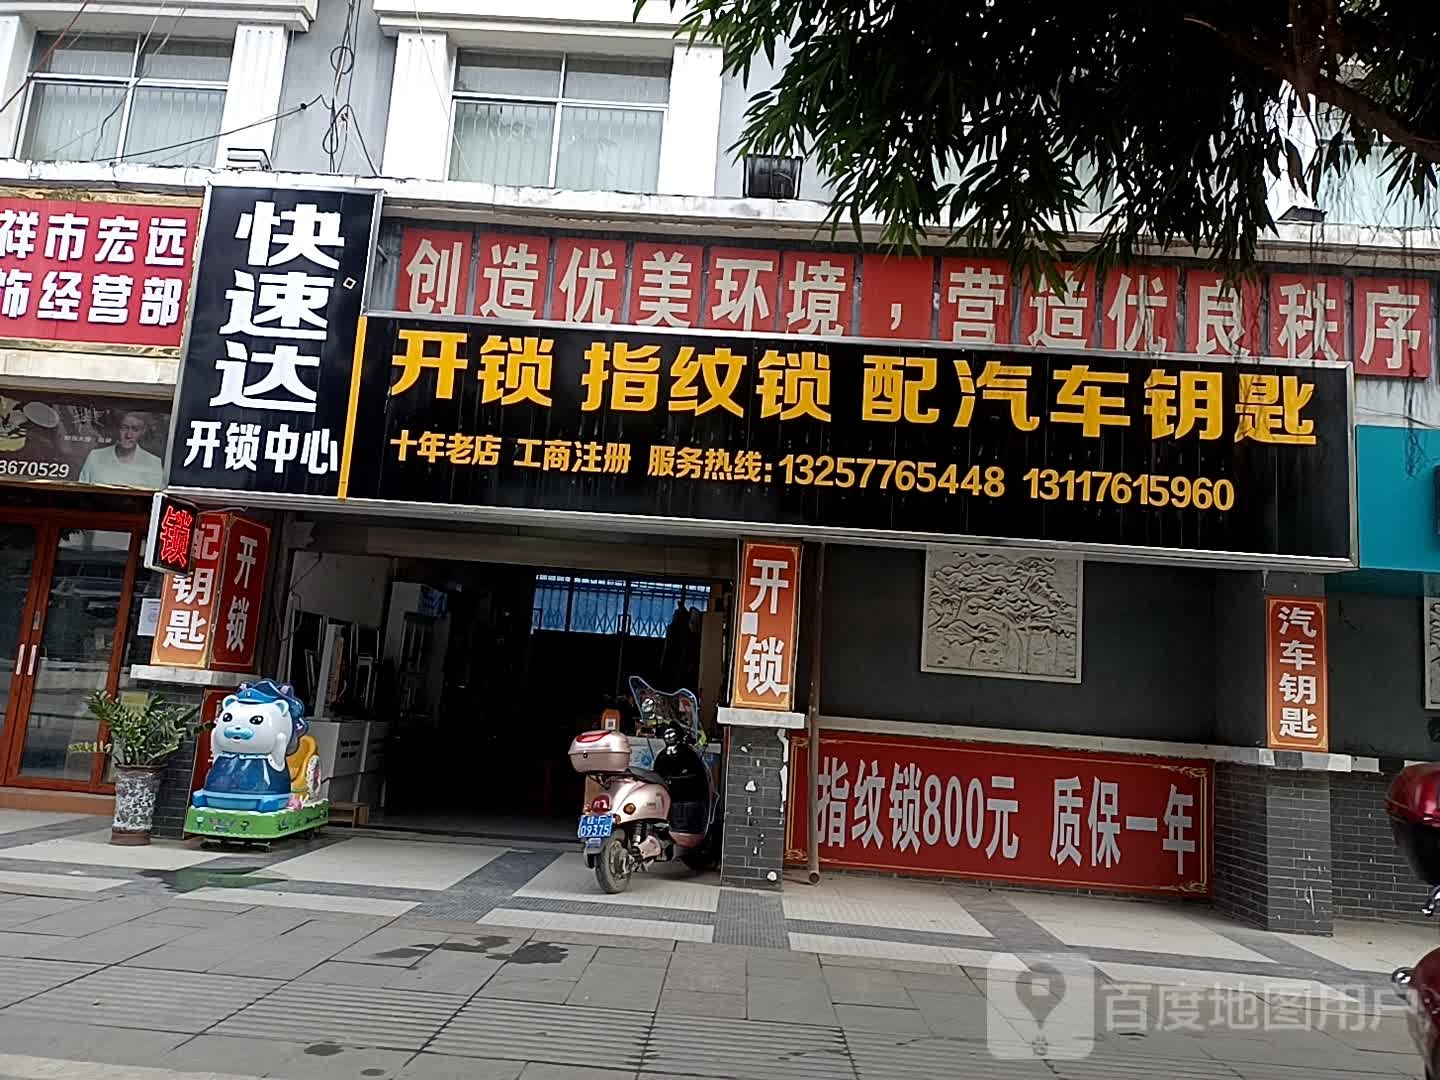 祥市宏远
饰经营部
8670529
快速达
开锁中心
创造优美环境，营造优良秩序
开锁 指纹锁 配汽车钥匙
十年老店 工商注册 服务热线:13257765448 13117615960
锁
配钥匙
开锁
开锁
汽车钥匙
指纹锁800元 质保一年
09375
百度地图用户